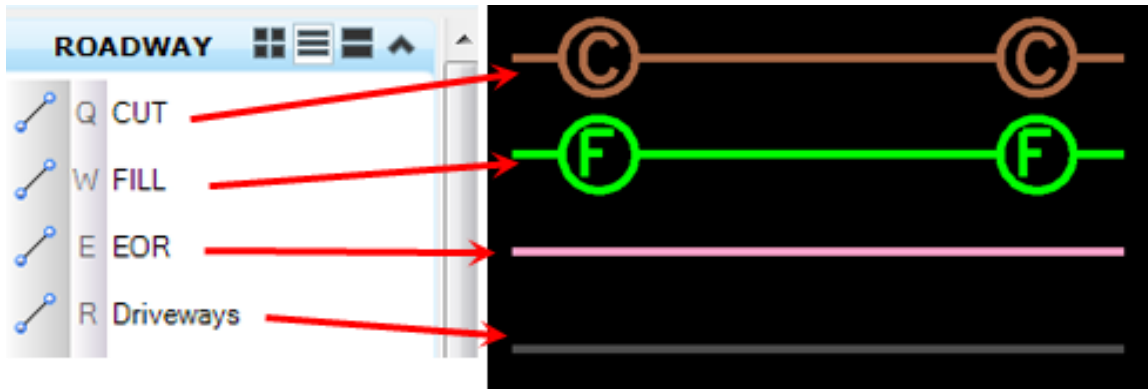 ROADWAY
Q CUT
W FILL
E EOR
R Driveways
C C
F F